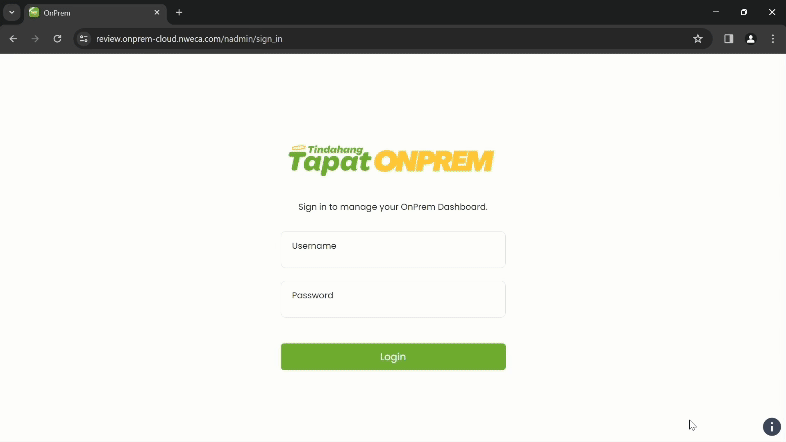 OnPrem
review.onprem-cloud.nweca.com/nadmin/sign_in
Tindahang
Tapat ONPREM
Sign in to manage your OnPrem Dashboard.
Username
Password
Login
i